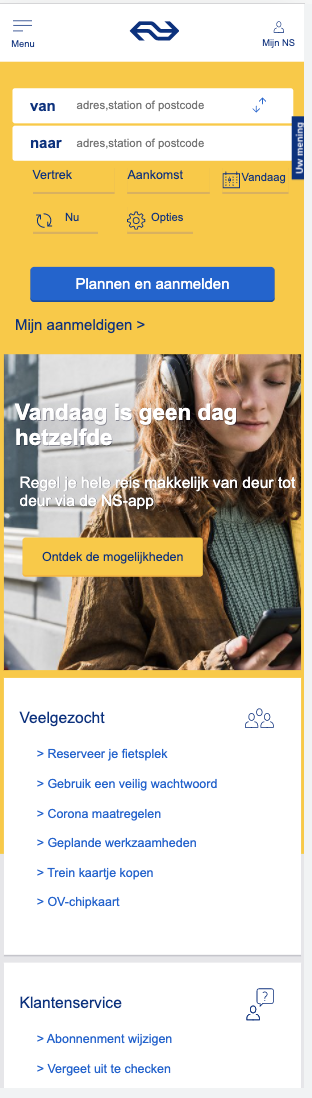 Menu
Mijn NS
van adres,station of postcode
naar adres,station of postcode
Uw mening
Vertrek Aankomst Vandaag
Nu Opties
Plannen en aanmelden
Mijn aanmeldigen >
Vandaag is geen dag
hetzelfde
Regel je hele reis makkelijk van deur tot
deur via de NS-app
Ontdek de mogelijkheden
Veelgezocht
> Reserveer je fietsplek
> Gebruik een veilig wachtwoord
> Corona maatregelen
> Geplande werkzaamheden
> Trein kaartje kopen
> OV-chipkaart
Klantenservice
> Abonnenment wijzigen
> Vergeet uit te checken